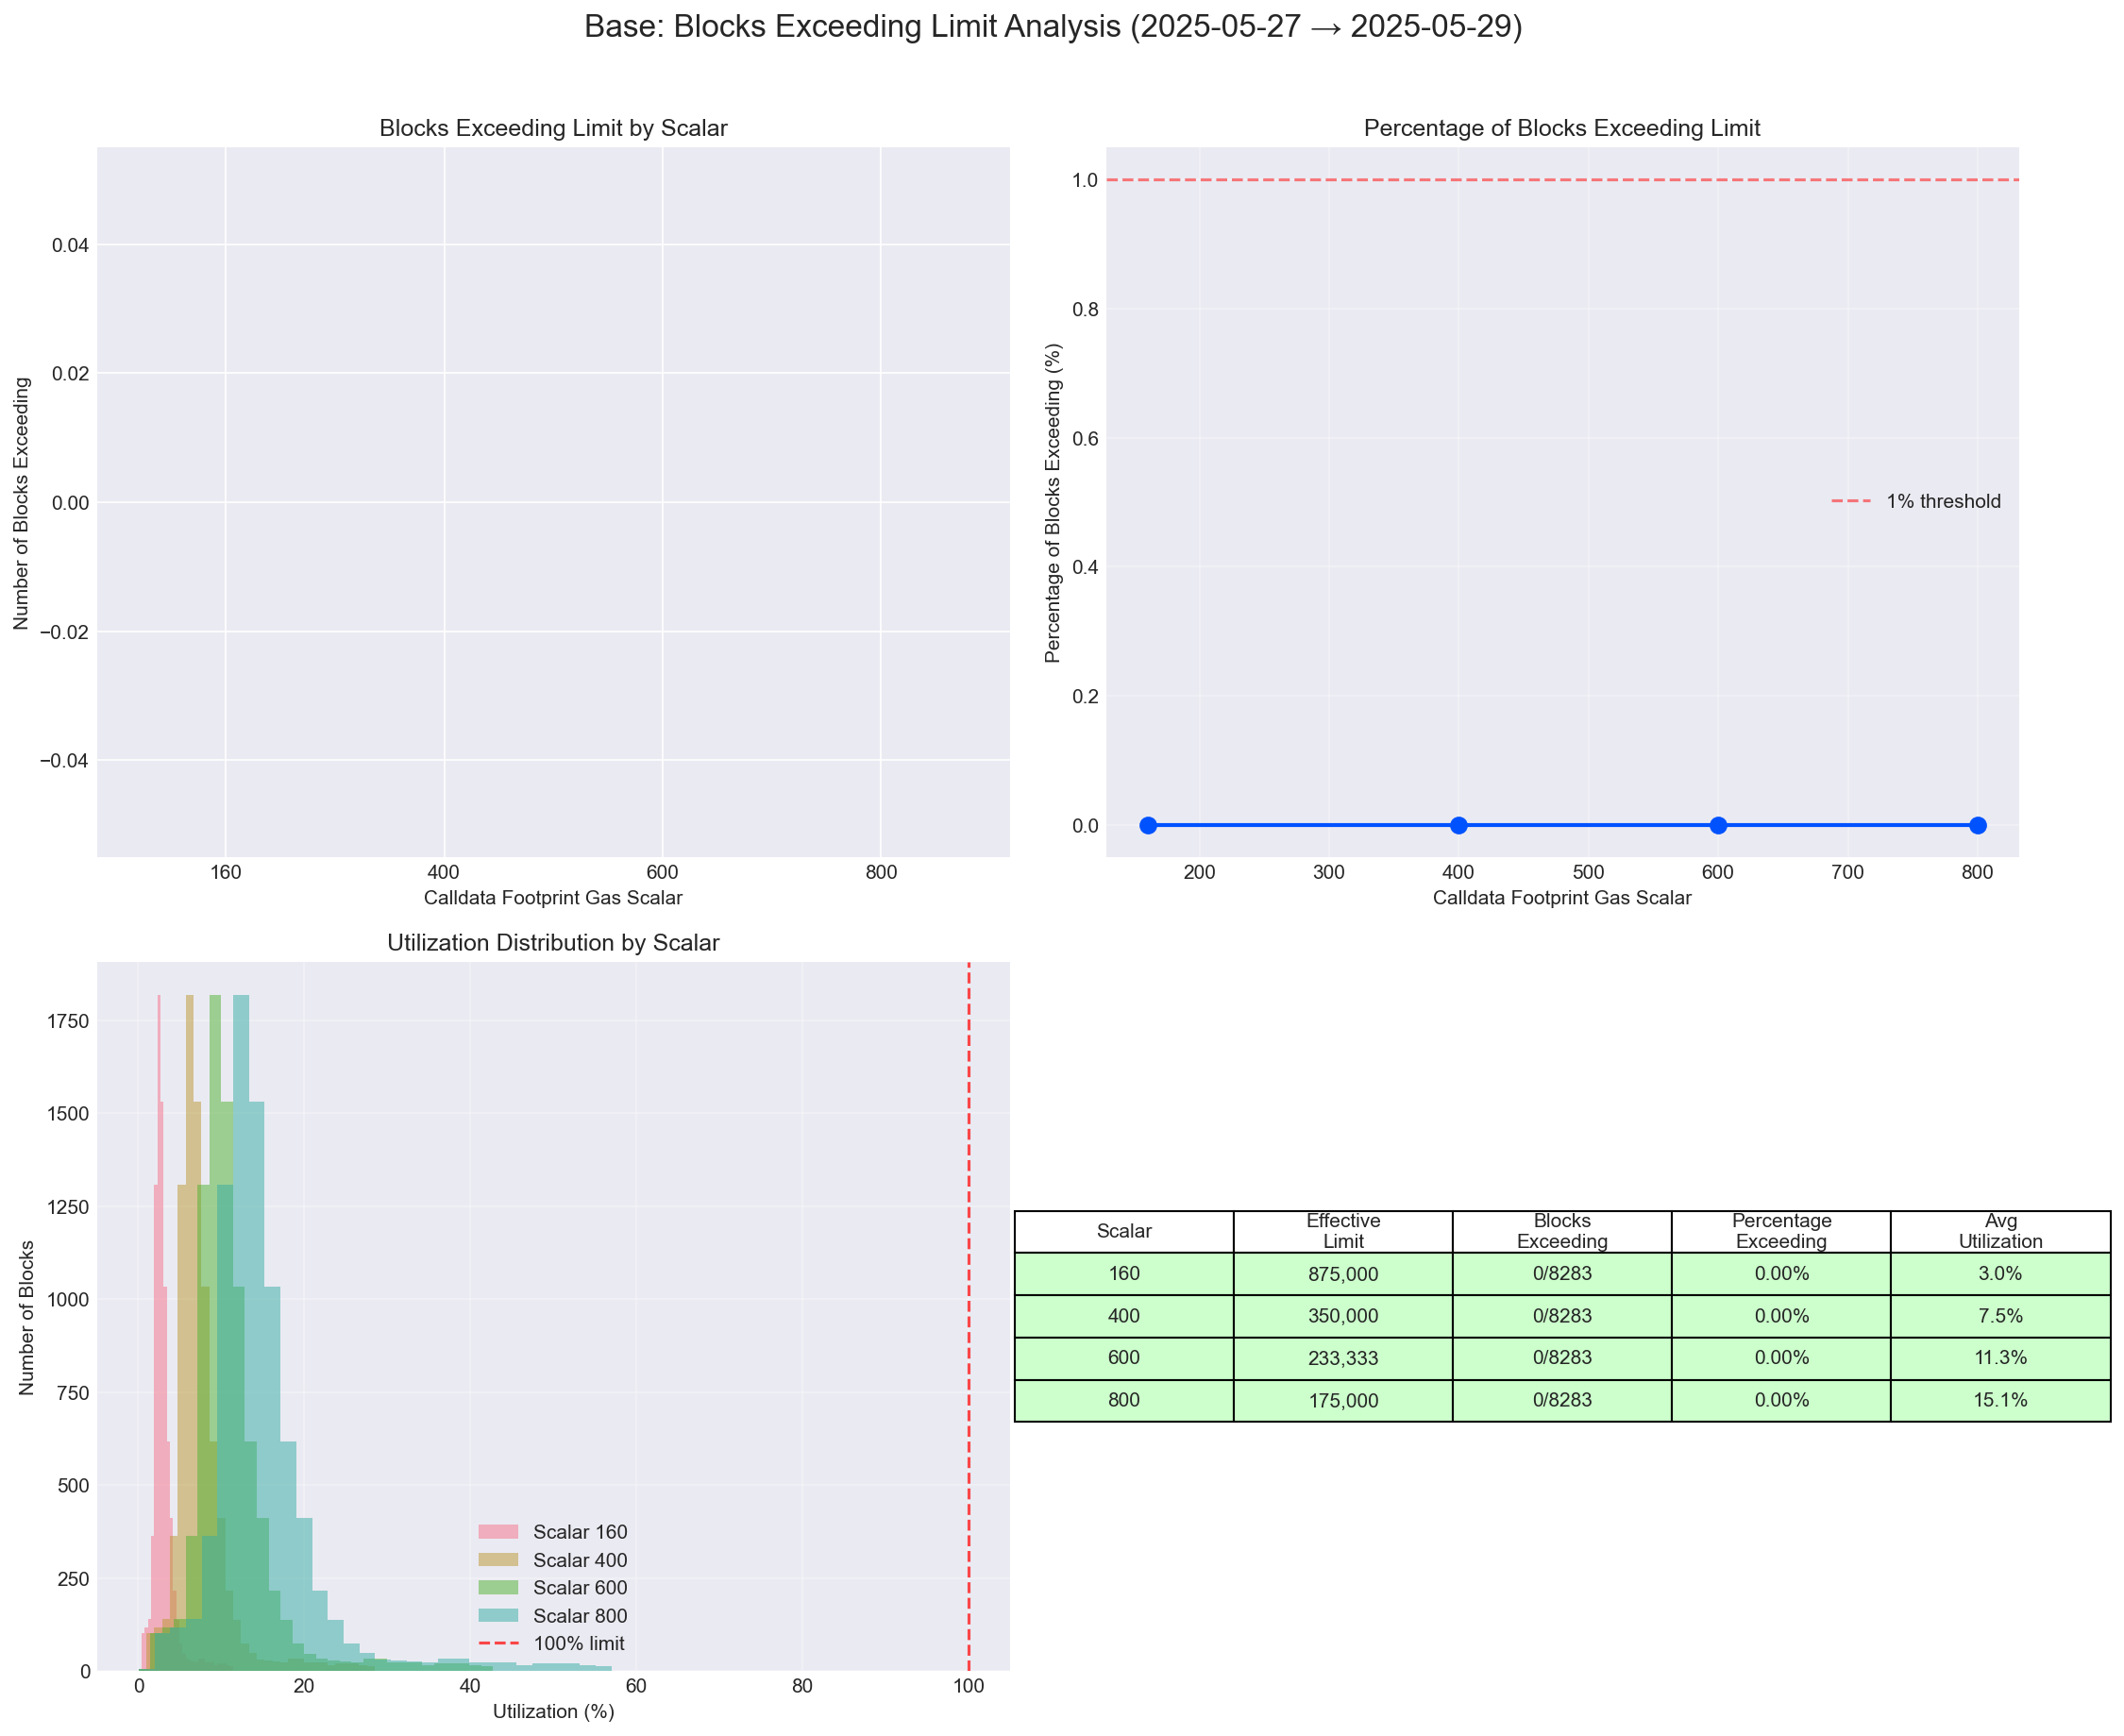 Base: Blocks Exceeding Limit Analysis (2025-05-27 → 2025-05-29)
Blocks Exceeding Limit by Scalar
Number of Blocks Exceeding
0.04
0.02
0.00
−0.02
−0.04
160 400 600 800
Calldata Footprint Gas Scalar
Percentage of Blocks Exceeding Limit
Percentage of Blocks Exceeding (%)
1.0
0.8
0.6
0.4
0.2
0.0
1% threshold
200 300 400 500 600 700 800
Calldata Footprint Gas Scalar
Utilization Distribution by Scalar
Number of Blocks
1750
1500
1250
1000
750
500
250
0
Scalar 160
Scalar 400
Scalar 600
Scalar 800
100% limit
0 20 40 60 80 100
Utilization (%)
Scalar Effective Limit Blocks Exceeding Percentage Exceeding Avg Utilization
160 875,000 0/8283 0.00% 3.0%
400 350,000 0/8283 0.00% 7.5%
600 233,333 0/8283 0.00% 11.3%
800 175,000 0/8283 0.00% 15.1%